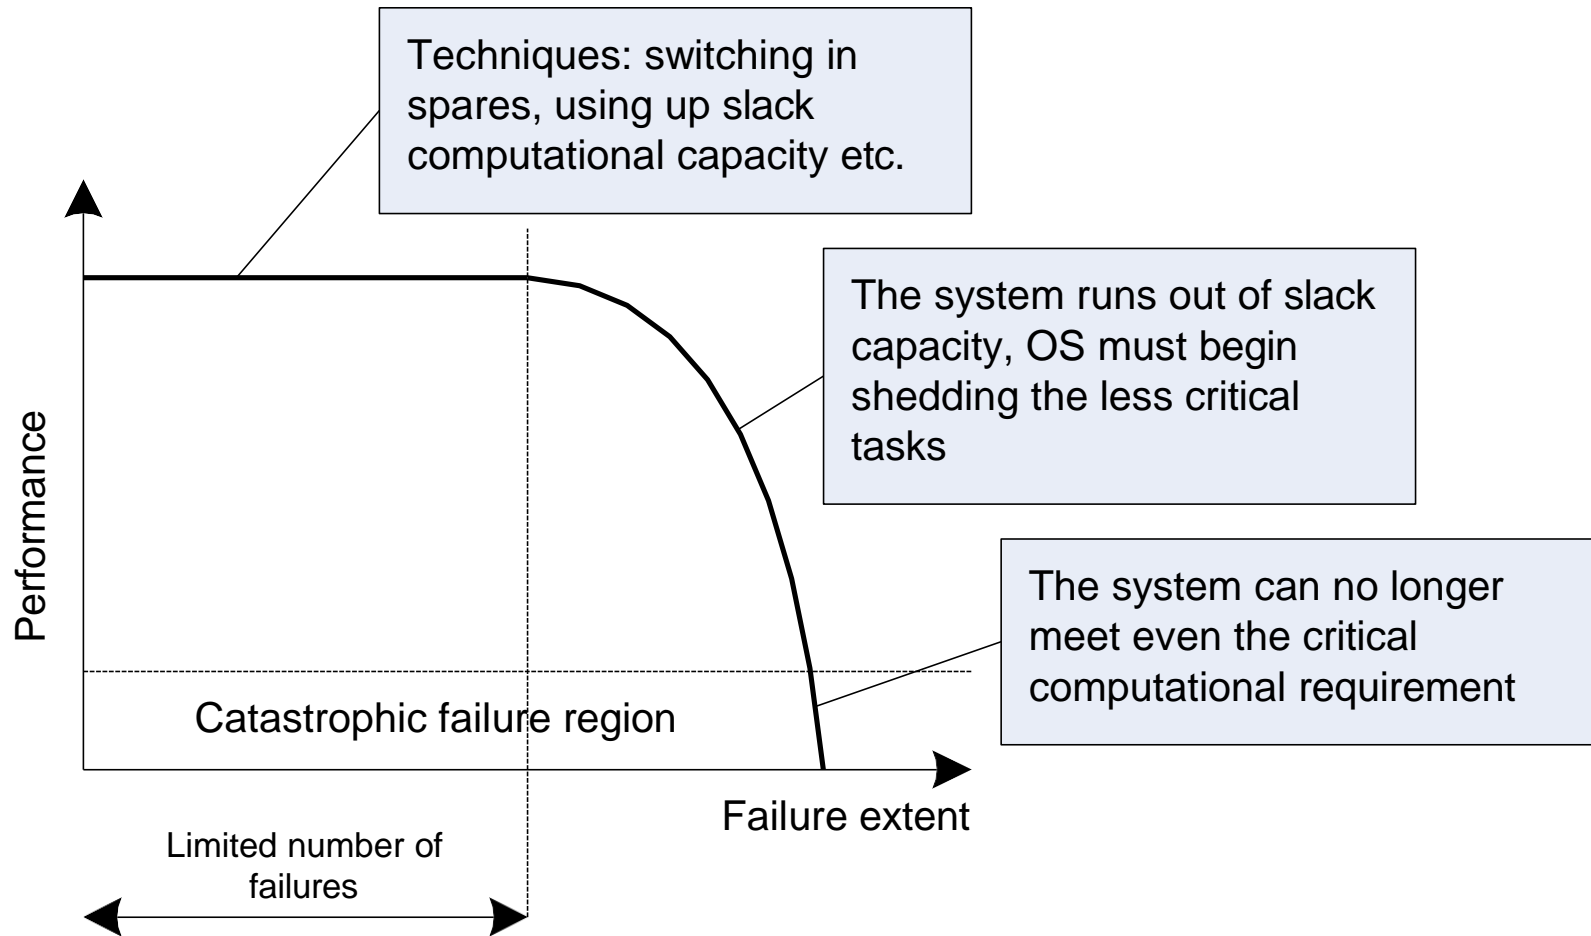 Techniques: switching in
spares, using up slack
computational capacity etc.
The system runs out of slack
capacity, OS must begin
shedding the less critical
tasks
Performance
The system can no longer
meet even the critical
computational requirement
Catastrophic failure region
Failure extent
Limited number of
failures